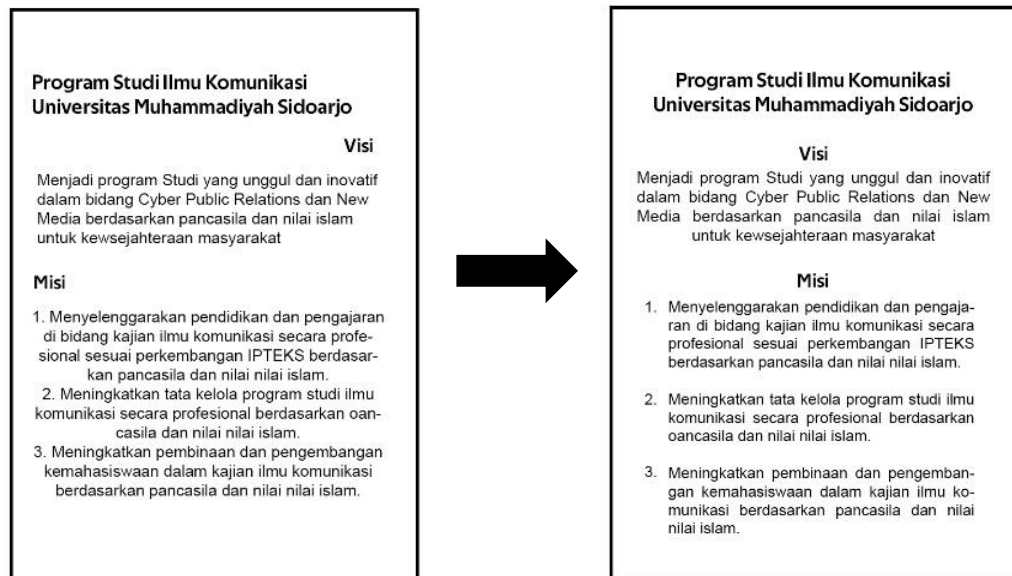 Program Studi Ilmu Komunikasi
Universitas Muhammadiyah Sidoarjo
Visi
Menjadi program Studi yang unggul dan inovatif
dalam bidang Cyber Public Relations dan New
Media berdasarkan pancasila dan nilai islam
untuk kewsejahteraan masyarakat
Misi
1. Menyelenggarakan pendidikan dan pengajaran
di bidang kajian ilmu komunikasi secara profe-
sional sesuai perkembangan IPTEKS berdasar-
kan pancasila dan nilai nilai islam.
2. Meningkatkan tata kelola program studi ilmu
komunikasi secara profesional berdasarkan oan-
casila dan nilai nilai islam.
3. Meningkatkan pembinaan dan pengembangan
kemahasiswaan dalam kajian ilmu komunikasi
berdasarkan pancasila dan nilai nilai islam.
Program Studi Ilmu Komunikasi
Universitas Muhammadiyah Sidoarjo
Visi
Menjadi program Studi yang unggul dan inovatif
dalam bidang Cyber Public Relations dan New
Media berdasarkan pancasila dan nilai islam
untuk kewsejahteraan masyarakat
Misi
1. Menyelenggarakan pendidikan dan pengaja-
ran di bidang kajian ilmu komunikasi secara
profesional sesuai perkembangan IPTEKS
berdasarkan pancasila dan nilai nilai islam.
2. Meningkatkan tata kelola program studi ilmu
komunikasi secara profesional berdasarkan
oancasila dan nilai nilai islam.
3. Meningkatkan pembinaan dan pengemban-
gan kemahasiswaan dalam kajian ilmu ko-
munikasi berdasarkan pancasila dan nilai
nilai islam.